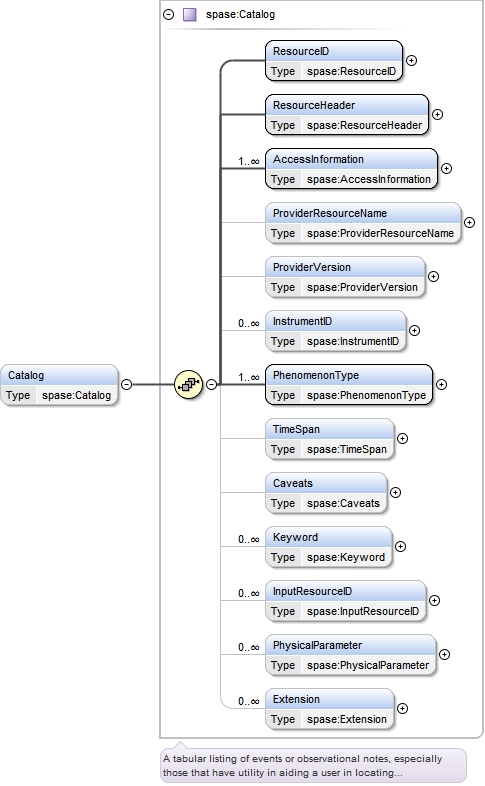 spase:Catalog
ResourceID
Type spase:ResourceID
ResourceHeader
Type spase:ResourceHeader
1..∞
AccessInformation
Type spase:AccessInformation
ProviderResourceName
Type spase:ProviderResourceName
ProviderVersion
Type spase:ProviderVersion
0..∞
InstrumentID
Type spase:InstrumentID
Catalog
Type spase:Catalog
1..∞
PhenomenonType
Type spase:PhenomenonType
TimeSpan
Type spase:TimeSpan
Caveats
Type spase:Caveats
0..∞
Keyword
Type spase:Keyword
0..∞
InputResourceID
Type spase:InputResourceID
0..∞
PhysicalParameter
Type spase:PhysicalParameter
0..∞
Extension
Type spase:Extension
A tabular listing of events or observational notes, especially
those that have utility in aiding a user in locating...